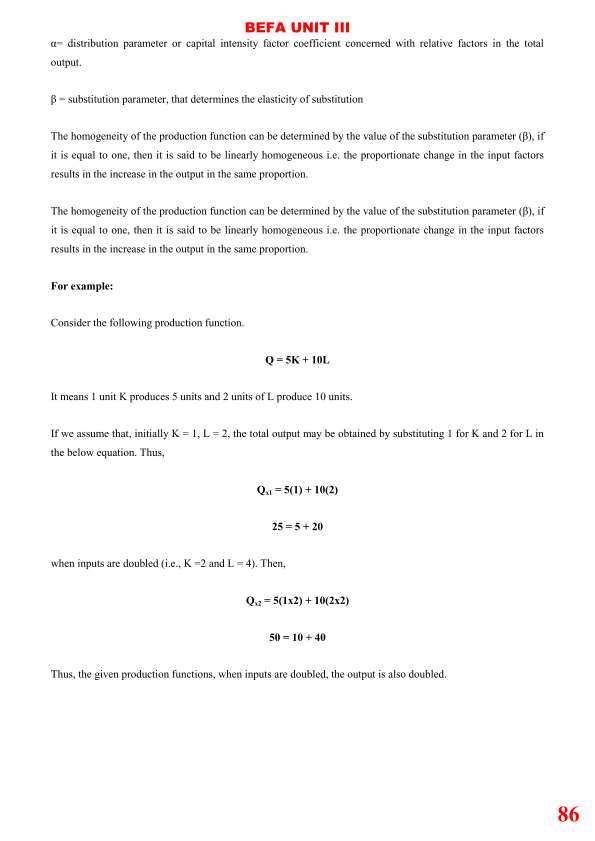 BEFA UNIT III
α= distribution parameter or capital intensity factor coefficient concerned with relative factors in the total
output.
β = substitution parameter, that determines the elasticity of substitution
The homogeneity of the production function can be determined by the value of the substitution parameter (β), if
it is equal to one, then it is said to be linearly homogeneous i.e. the proportionate change in the input factors
results in the increase in the output in the same proportion.
The homogeneity of the production function can be determined by the value of the substitution parameter (β), if
it is equal to one, then it is said to be linearly homogeneous i.e. the proportionate change in the input factors
results in the increase in the output in the same proportion.
For example:
Consider the following production function.
Q = 5K + 10L
It means 1 unit K produces 5 units and 2 units of L produce 10 units.
If we assume that, initially K = 1, L = 2, the total output may be obtained by substituting 1 for K and 2 for L in
the below equation. Thus,
Qx1 = 5(1) + 10(2)
25 = 5 + 20
when inputs are doubled (i.e., K =2 and L = 4). Then,
Qx2 = 5(1x2) + 10(2x2)
50 = 10 + 40
Thus, the given production functions, when inputs are doubled, the output is also doubled.
86